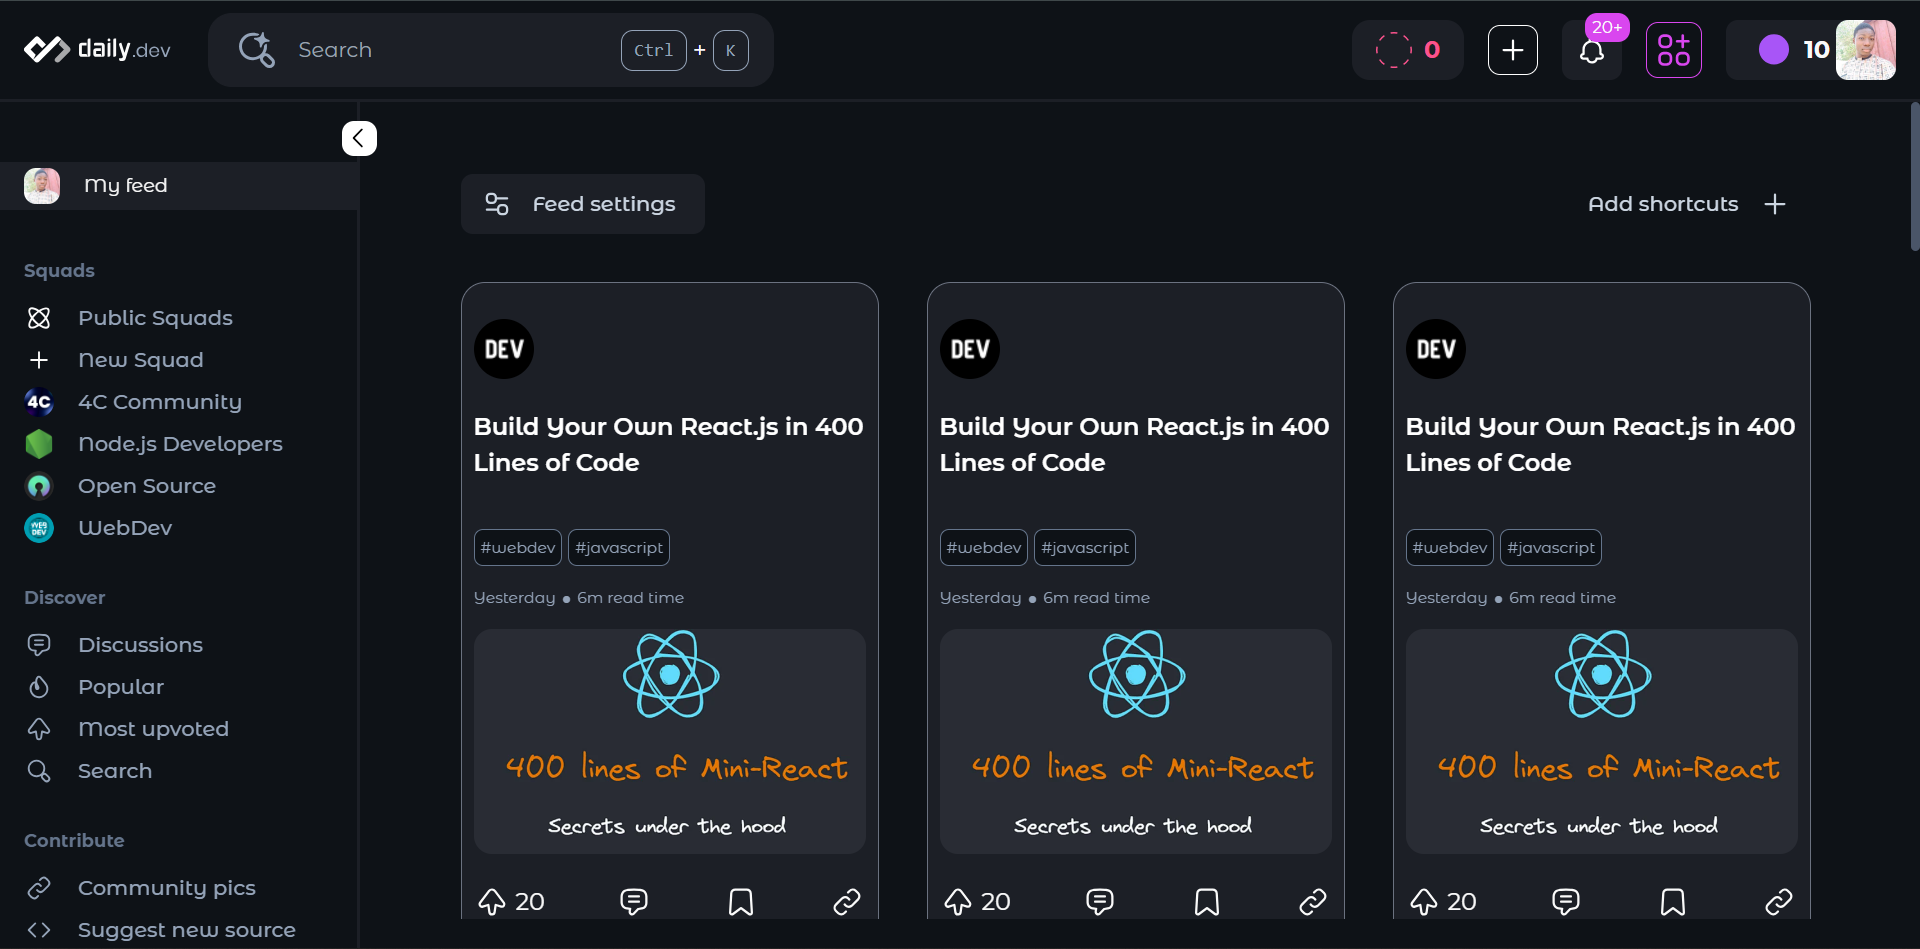 daily.dev
Search
Ctrl + K
0
20+
10
My feed
Feed settings
Add shortcuts
Squads
Public Squads
New Squad
4C 4C Community
Node.js Developers
Open Source
WEB DEV WebDev
Discover
Discussions
Popular
Most upvoted
Search
Contribute
Community pics
Suggest new source
DEV
Build Your Own React.js in 400
Lines of Code
#webdev #javascript
Yesterday ● 6m read time
400 lines of Mini-React
Secrets under the hood
20
DEV
Build Your Own React.js in 400
Lines of Code
#webdev #javascript
Yesterday ● 6m read time
400 lines of Mini-React
Secrets under the hood
20
DEV
Build Your Own React.js in 400
Lines of Code
#webdev #javascript
Yesterday ● 6m read time
400 lines of Mini-React
Secrets under the hood
20